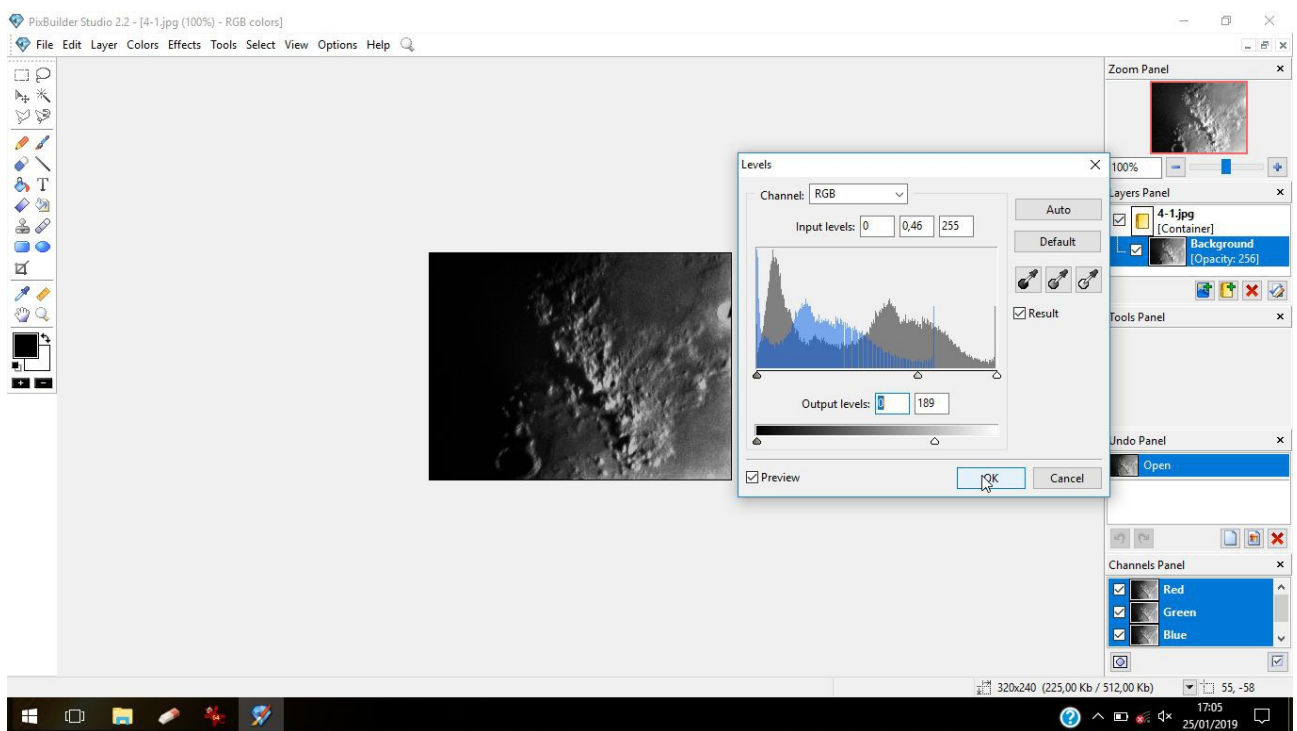 PixBuilder Studio 2.2 - [4-1.jpg (100%) - RGB colors]
File Edit Layer Colors Effects Tools Select View Options Help
Zoom Panel
100%
Layers Panel
4-1.jpg
[Container]
Background
[Opacity: 256]
Tools Panel
Undo Panel
Open
Channels Panel
Red
Green
Blue
Levels
Channel: RGB
Input levels: 0 0,46 255
Auto
Default
Result
Output levels: 0 189
Preview
OK
Cancel
320x240 (225,00 Kb / 512,00 Kb)
55, -58
64
17:05
25/01/2019